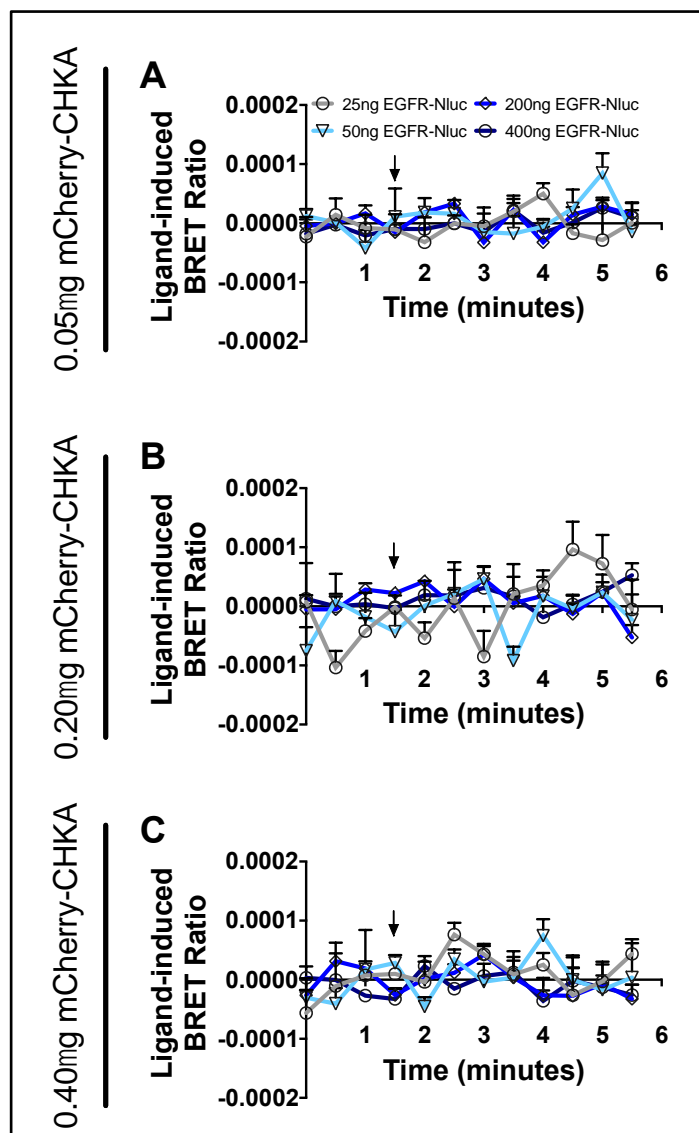 A
0.05mg mCherry-CHKA
Ligand-induced
BRET Ratio
0.0002
0.0001
0.0000
-0.0001
-0.0002
25ng EGFR-Nluc
200ng EGFR-Nluc
50ng EGFR-Nluc
400ng EGFR-Nluc
1 2 3 4 5 6
Time (minutes)
B
0.20mg mCherry-CHKA
Ligand-induced
BRET Ratio
0.0002
0.0001
0.0000
-0.0001
-0.0002
1 2 3 4 5 6
Time (minutes)
C
0.40mg mCherry-CHKA
Ligand-induced
BRET Ratio
0.0002
0.0001
0.0000
-0.0001
-0.0002
1 2 3 4 5 6
Time (minutes)